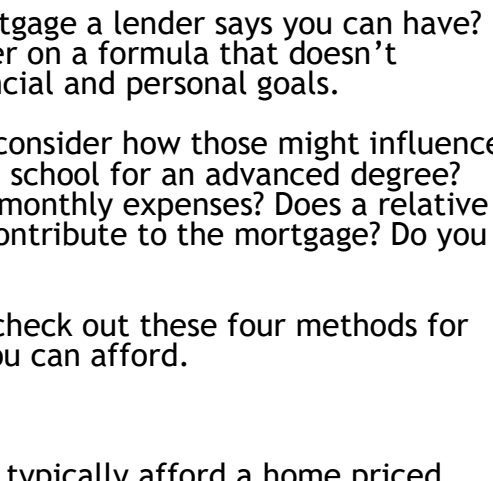 tgage a lender says you can have?
er on a formula that doesn’t
ncial and personal goals.
consider how those might influence
school for an advanced degree?
monthly expenses? Does a relative
ontribute to the mortgage? Do you
check out these four methods for
ou can afford.
typically afford a home priced